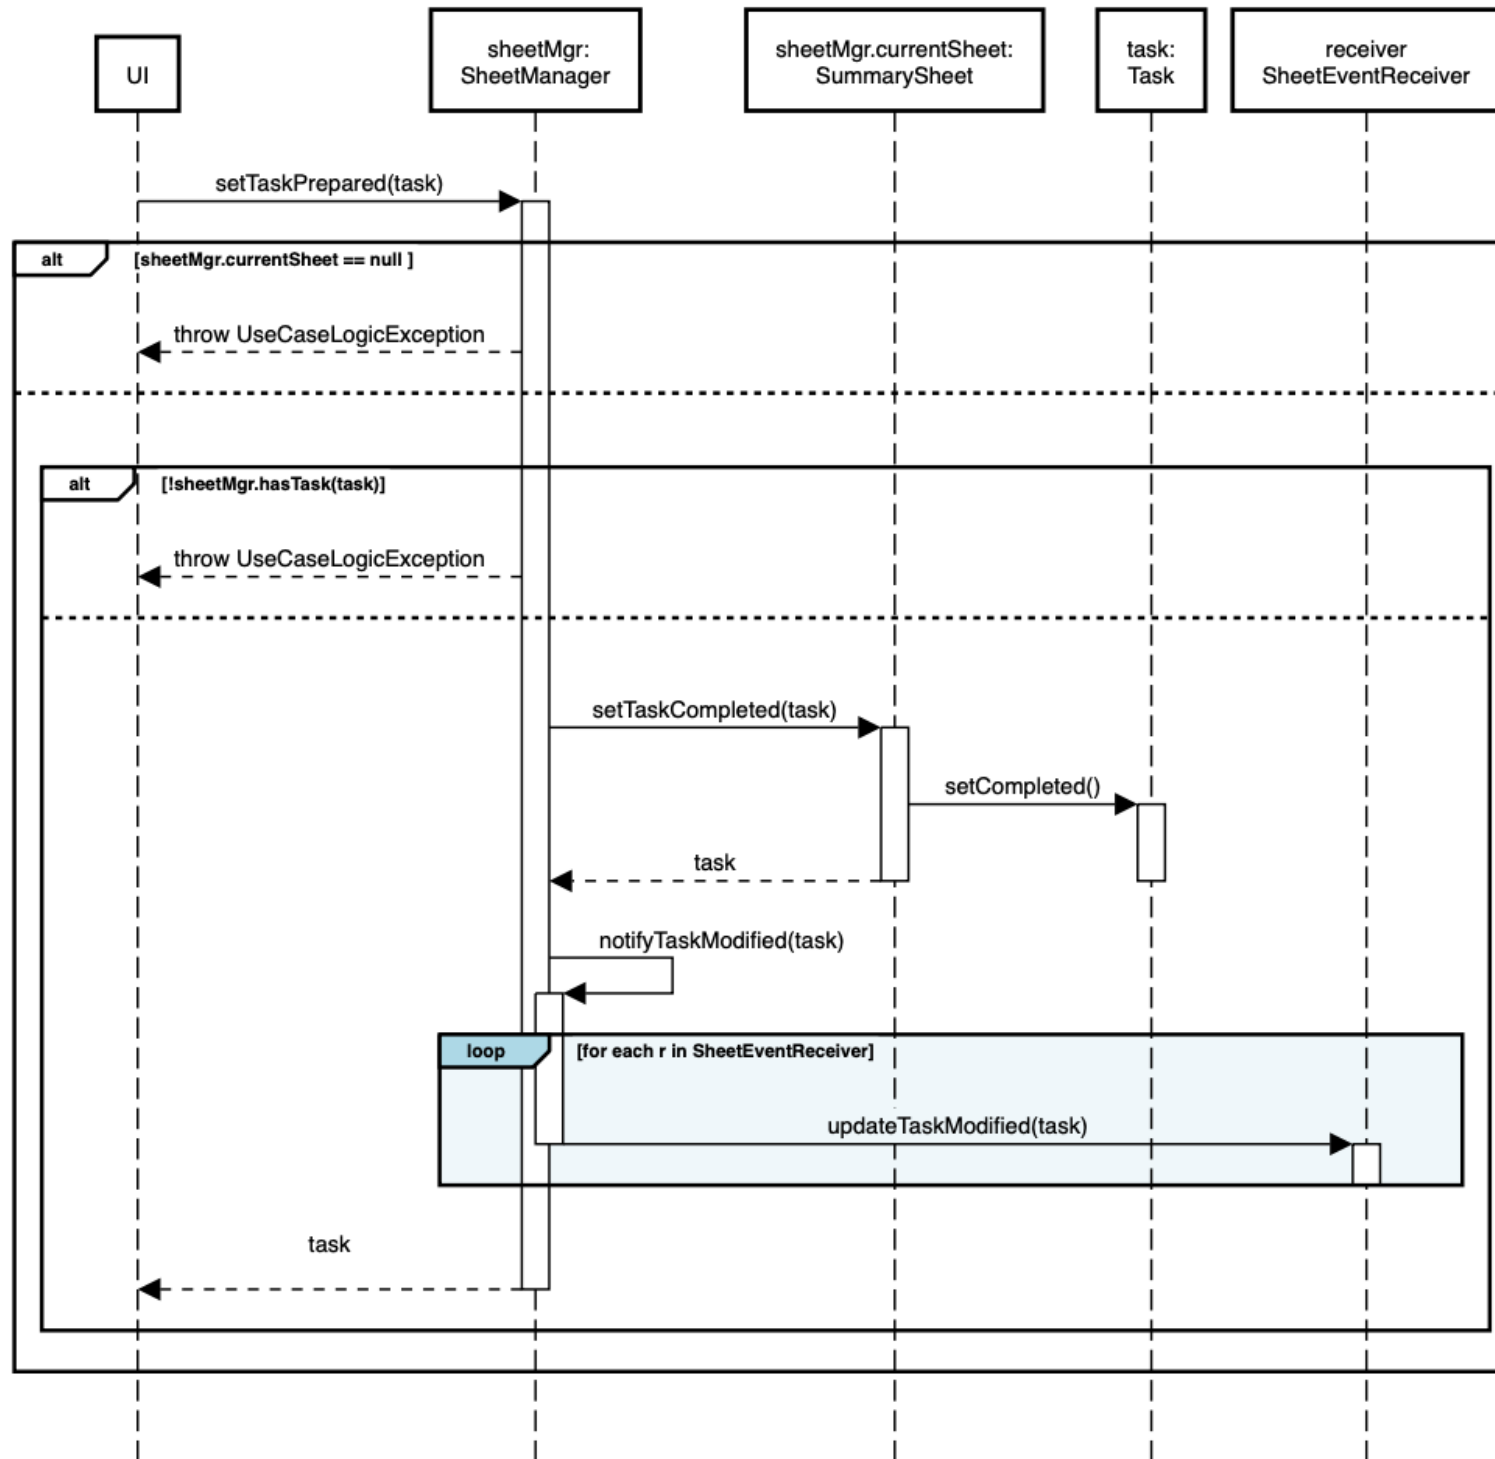 UI
sheetMgr:
SheetManager
sheetMgr.currentSheet:
SummarySheet
task:
Task
receiver
SheetEventReceiver
setTaskPrepared(task)
alt
[sheetMgr.currentSheet == null ]
throw UseCaseLogicException
alt
[!sheetMgr.hasTask(task)]
throw UseCaseLogicException
setTaskCompleted(task)
setCompleted()
task
notifyTaskModified(task)
loop
[for each r in SheetEventReceiver]
updateTaskModified(task)
task